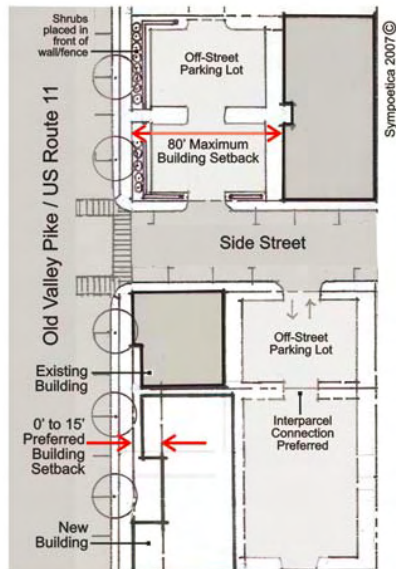 Shrubs
placed in
front of
wall/fence
Off-Street
Parking Lot
Sympoetica 2007 ©
80' Maximum
Building Setback
Old Valley Pike / US Route 11
Side Street
Off-Street
Parking Lot
Existing
Building
Interparcel
Connection
Preferred
0' to 15'
Preferred
Building
Setback
New
Building